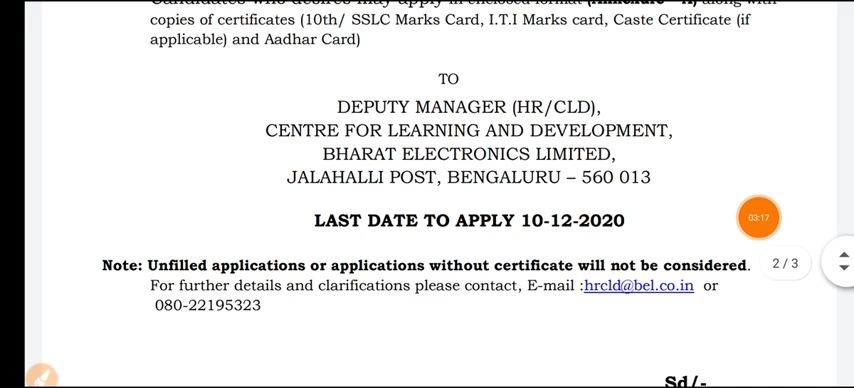 copies of certificates (10th/ SSLC Marks Card, I.T.I Marks card, Caste Certificate (if
applicable) and Aadhar Card)
TO
DEPUTY MANAGER (HR/CLD),
CENTRE FOR LEARNING AND DEVELOPMENT,
BHARAT ELECTRONICS LIMITED,
JALAHALLI POST, BENGALURU – 560 013
LAST DATE TO APPLY 10-12-2020
03:17
Note: Unfilled applications or applications without certificate will not be considered.
2 / 3
For further details and clarifications please contact, E-mail :hrcld@bel.co.in or
080-22195323
Sd/-